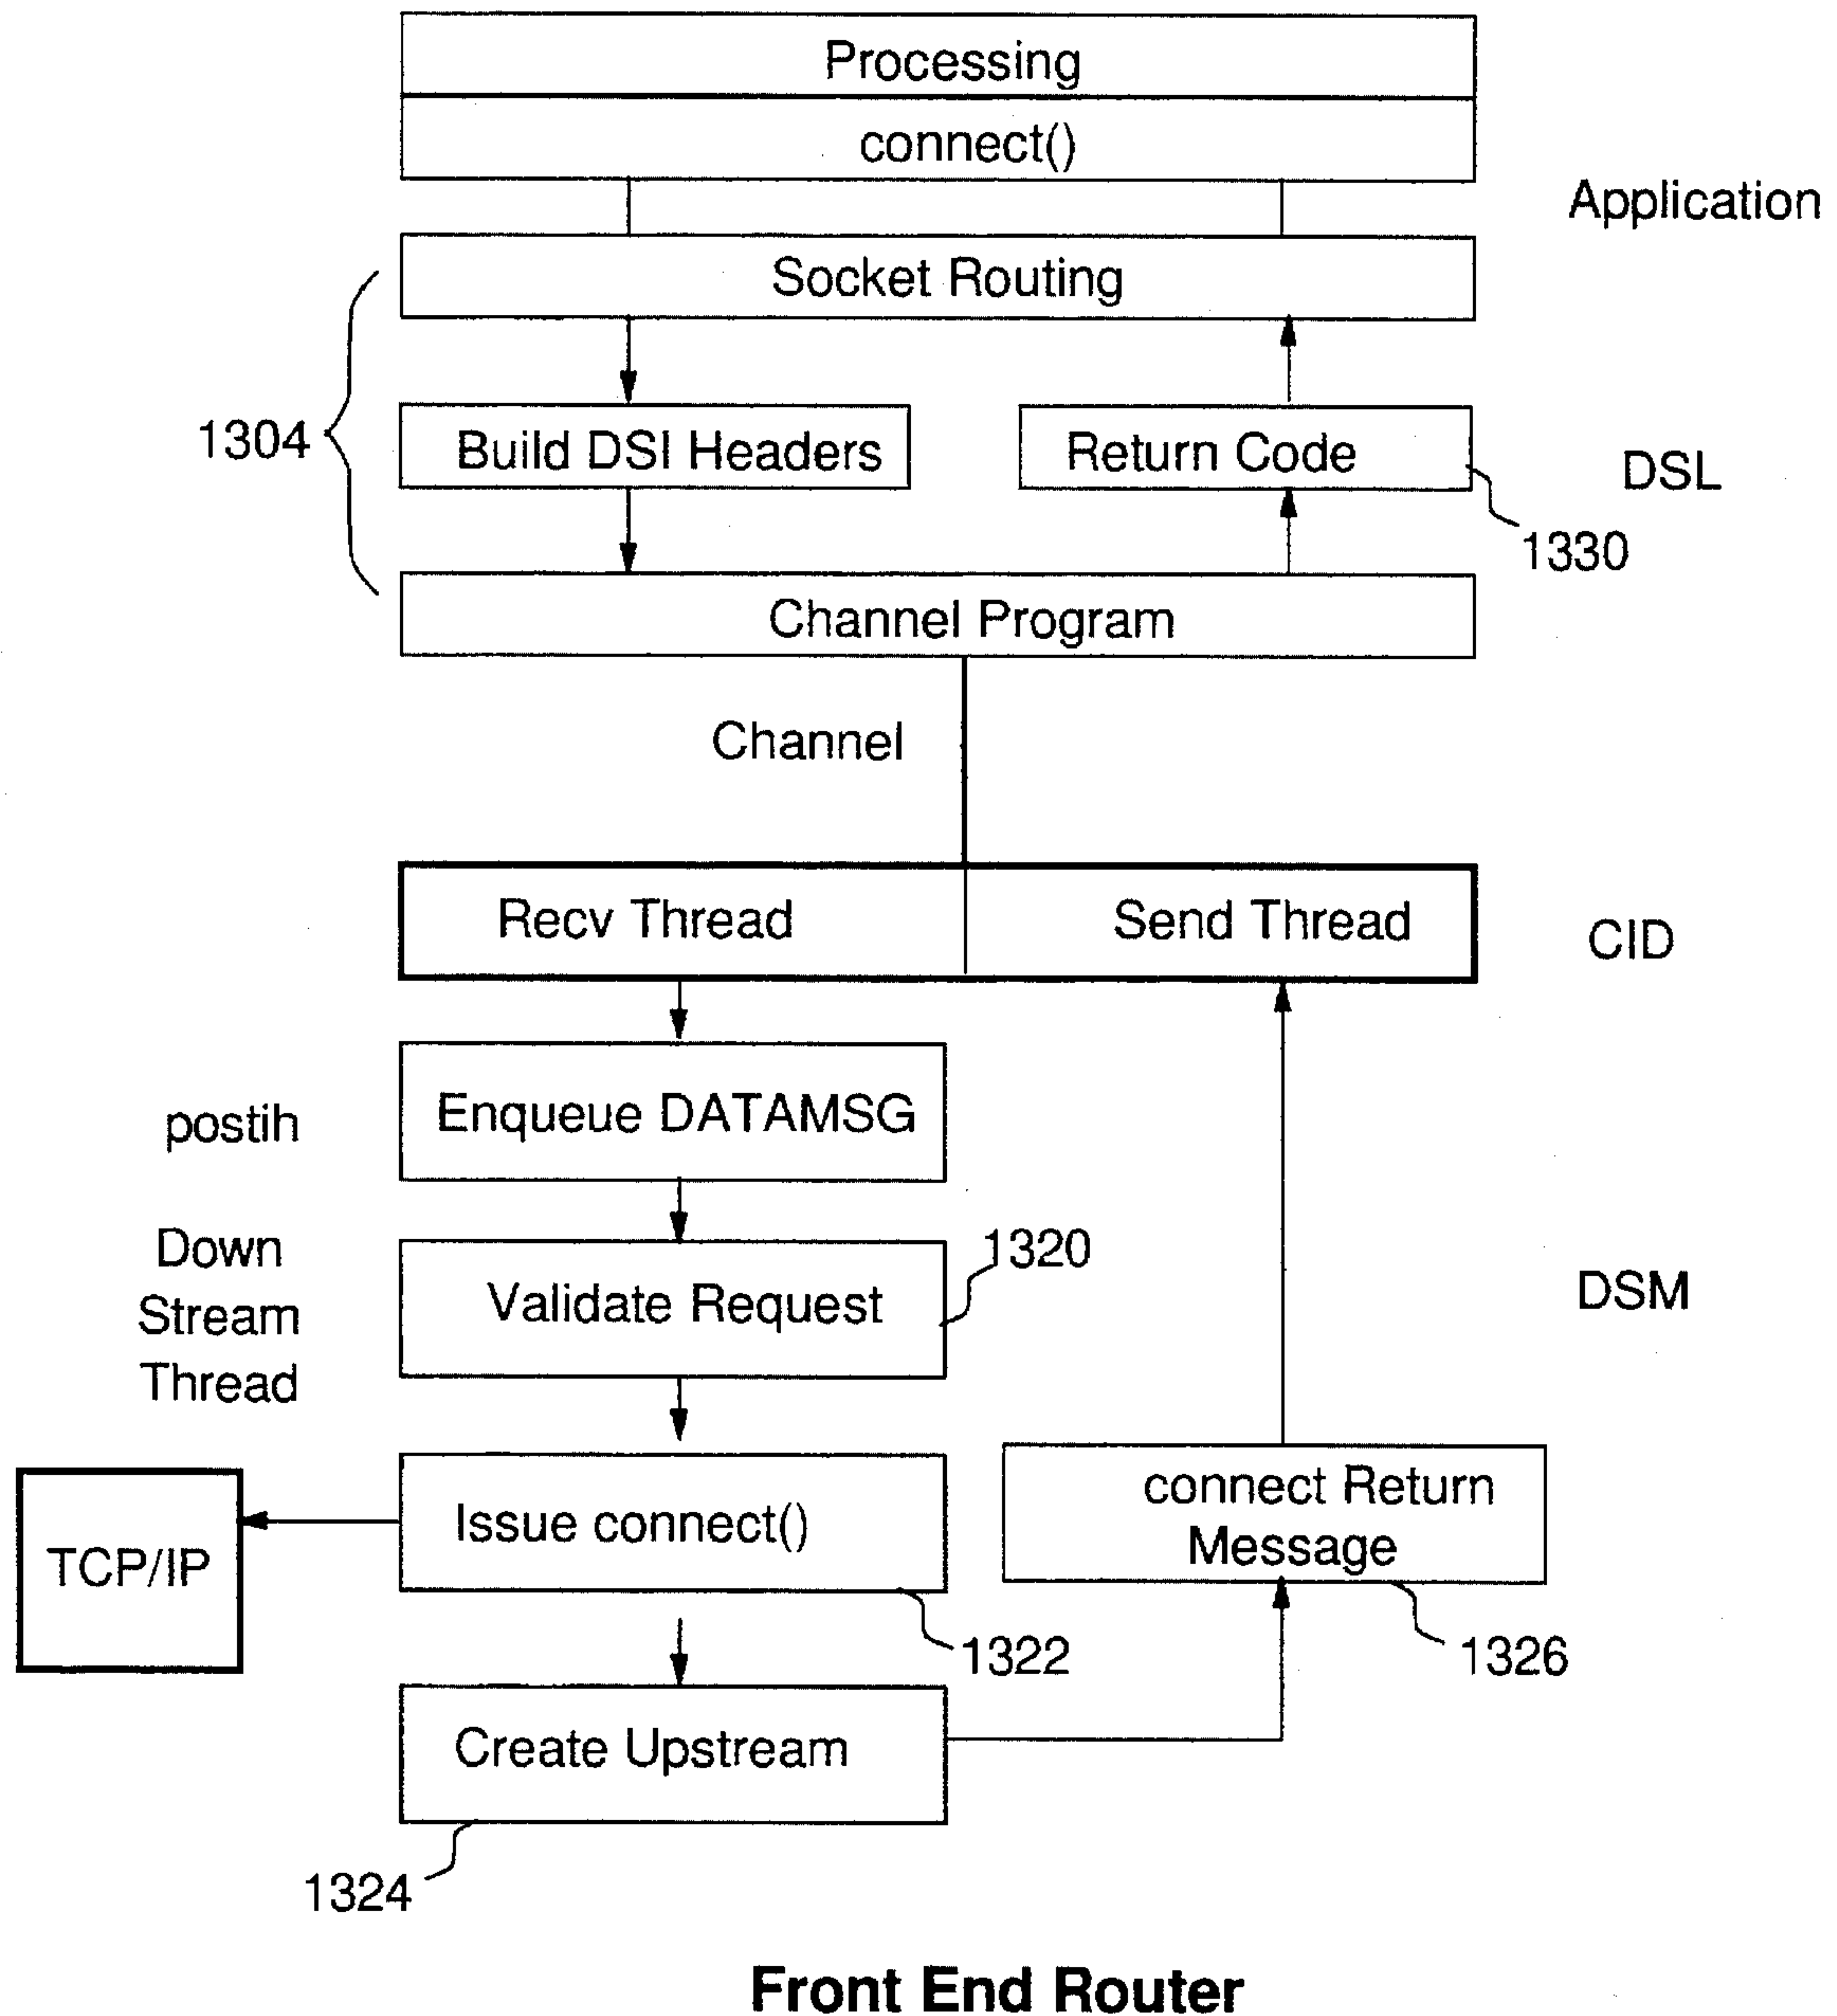 Processing
connect()
Application
Socket Routing
1304
Build DSI Headers
Return Code
DSL
1330
Channel Program
Channel
Recv Thread
Send Thread
CID
postih
Enqueue DATAMSG
Down
Stream
Thread
Validate Request
1320
DSM
TCP/IP
Issue connect()
connect Return
Message
1322
1326
Create Upstream
1324
Front End Router